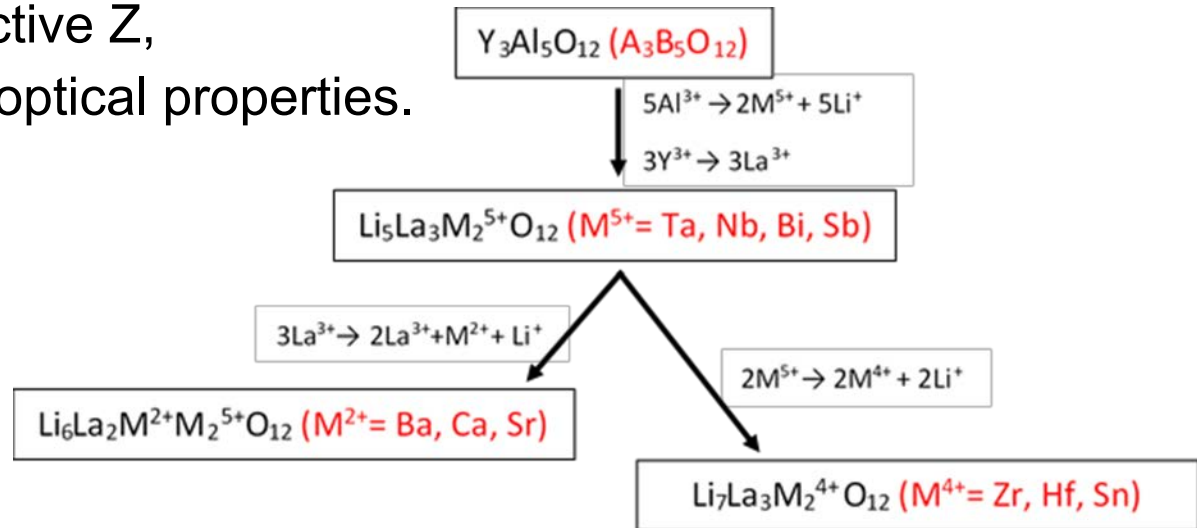 ctive Z,
optical properties.
Y₃Al₅O₁₂ (A₃B₅O₁₂)
5Al³⁺ → 2M⁵⁺ + 5Li⁺
3Y³⁺ → 3La³⁺
Li₅La₃M₂⁵⁺O₁₂ (M⁵⁺= Ta, Nb, Bi, Sb)
3La³⁺→ 2La³⁺+M²⁺+ Li⁺
2M⁵⁺→ 2M⁴⁺ + 2Li⁺
Li₆La₂M²⁺M₂⁵⁺O₁₂ (M²⁺= Ba, Ca, Sr)
Li₇La₃M₂⁴⁺O₁₂ (M⁴⁺= Zr, Hf, Sn)